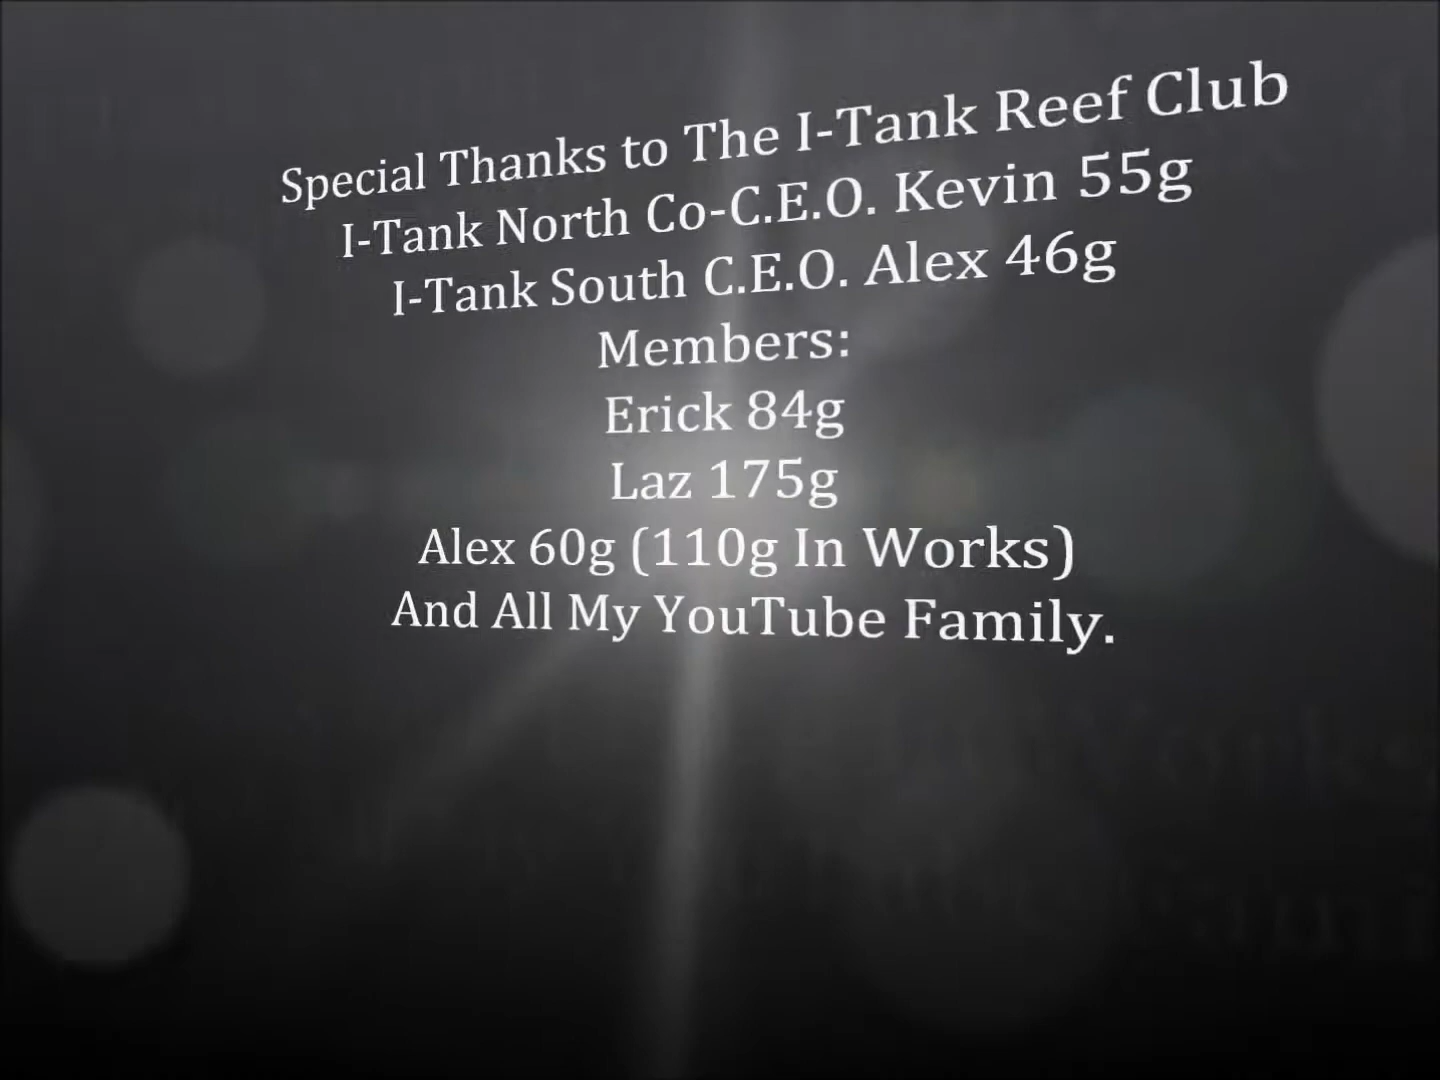 Special Thanks to The I-Tank Reef Club
I-Tank North Co-C.E.O. Kevin 55g
I-Tank South C.E.O. Alex 46g
Members:
Erick 84g
Laz 175g
Alex 60g (110g In Works)
And All My YouTube Family.